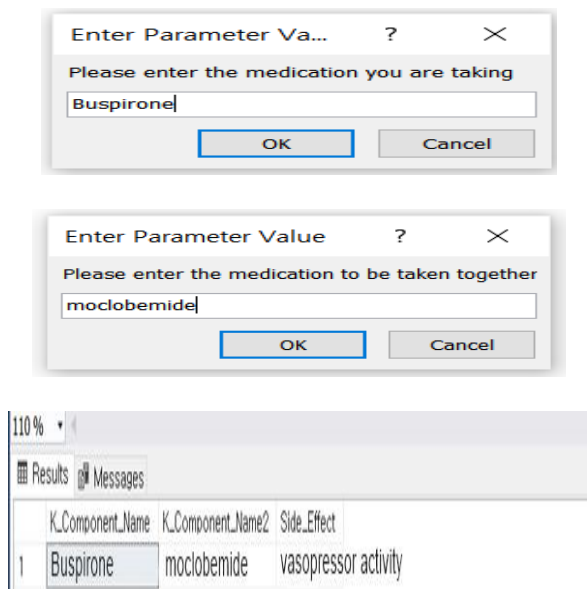 Enter Parameter Va... ? ×
Please enter the medication you are taking
Buspirone
OK Cancel
Enter Parameter Value ? ×
Please enter the medication to be taken together
moclobemide
OK Cancel
110 %
Results Messages
K_Component_Name K_Component_Name2 Side_Effect
1 Buspirone moclobemide vasopressor activity